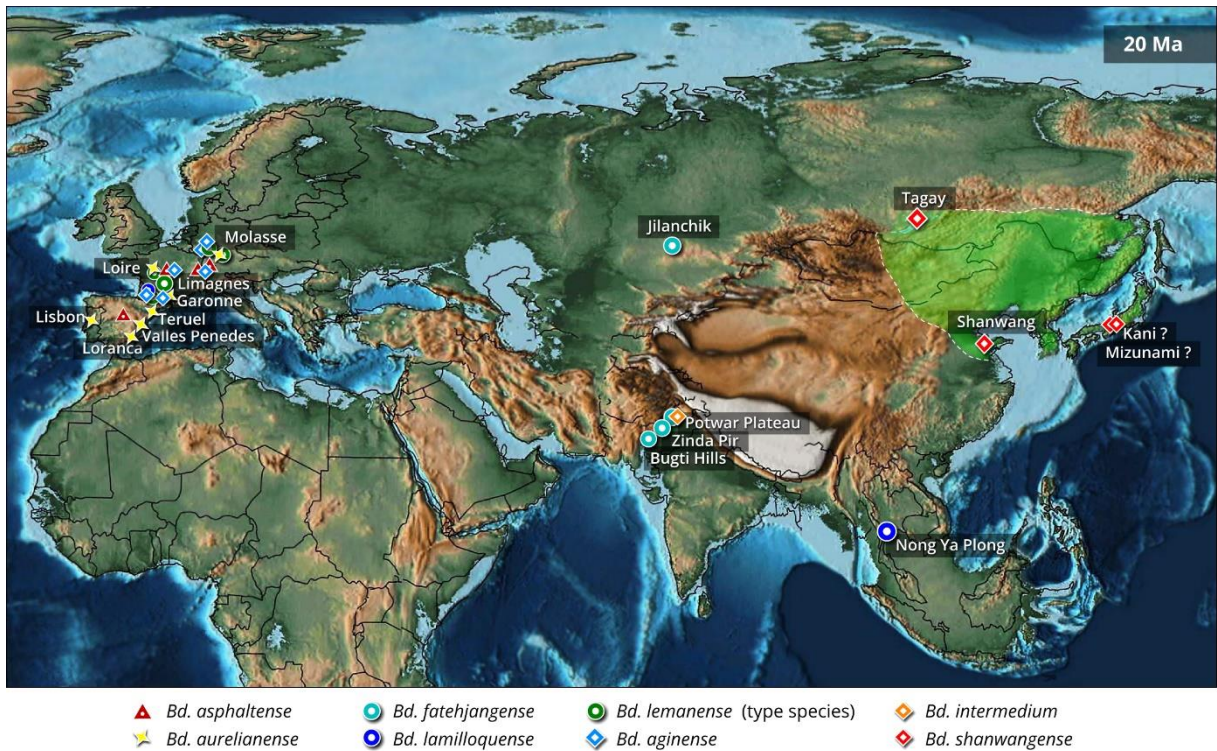 20 Ma
Tagay
Molasse
Jilanchik
Loire
Limagnes
Garonne
Lisbon
Teruel
Valles Penedes
Loranca
Shanwang
Kani ?
Mizunami ?
Potwar Plateau
Zinda Pir
Bugti Hills
Nong Ya Plong
Bd. asphaltense
Bd. fatehjangense
Bd. lemanense (type species)
Bd. intermedium
Bd. aurelianense
Bd. lamilloquense
Bd. aginense
Bd. shanwangense